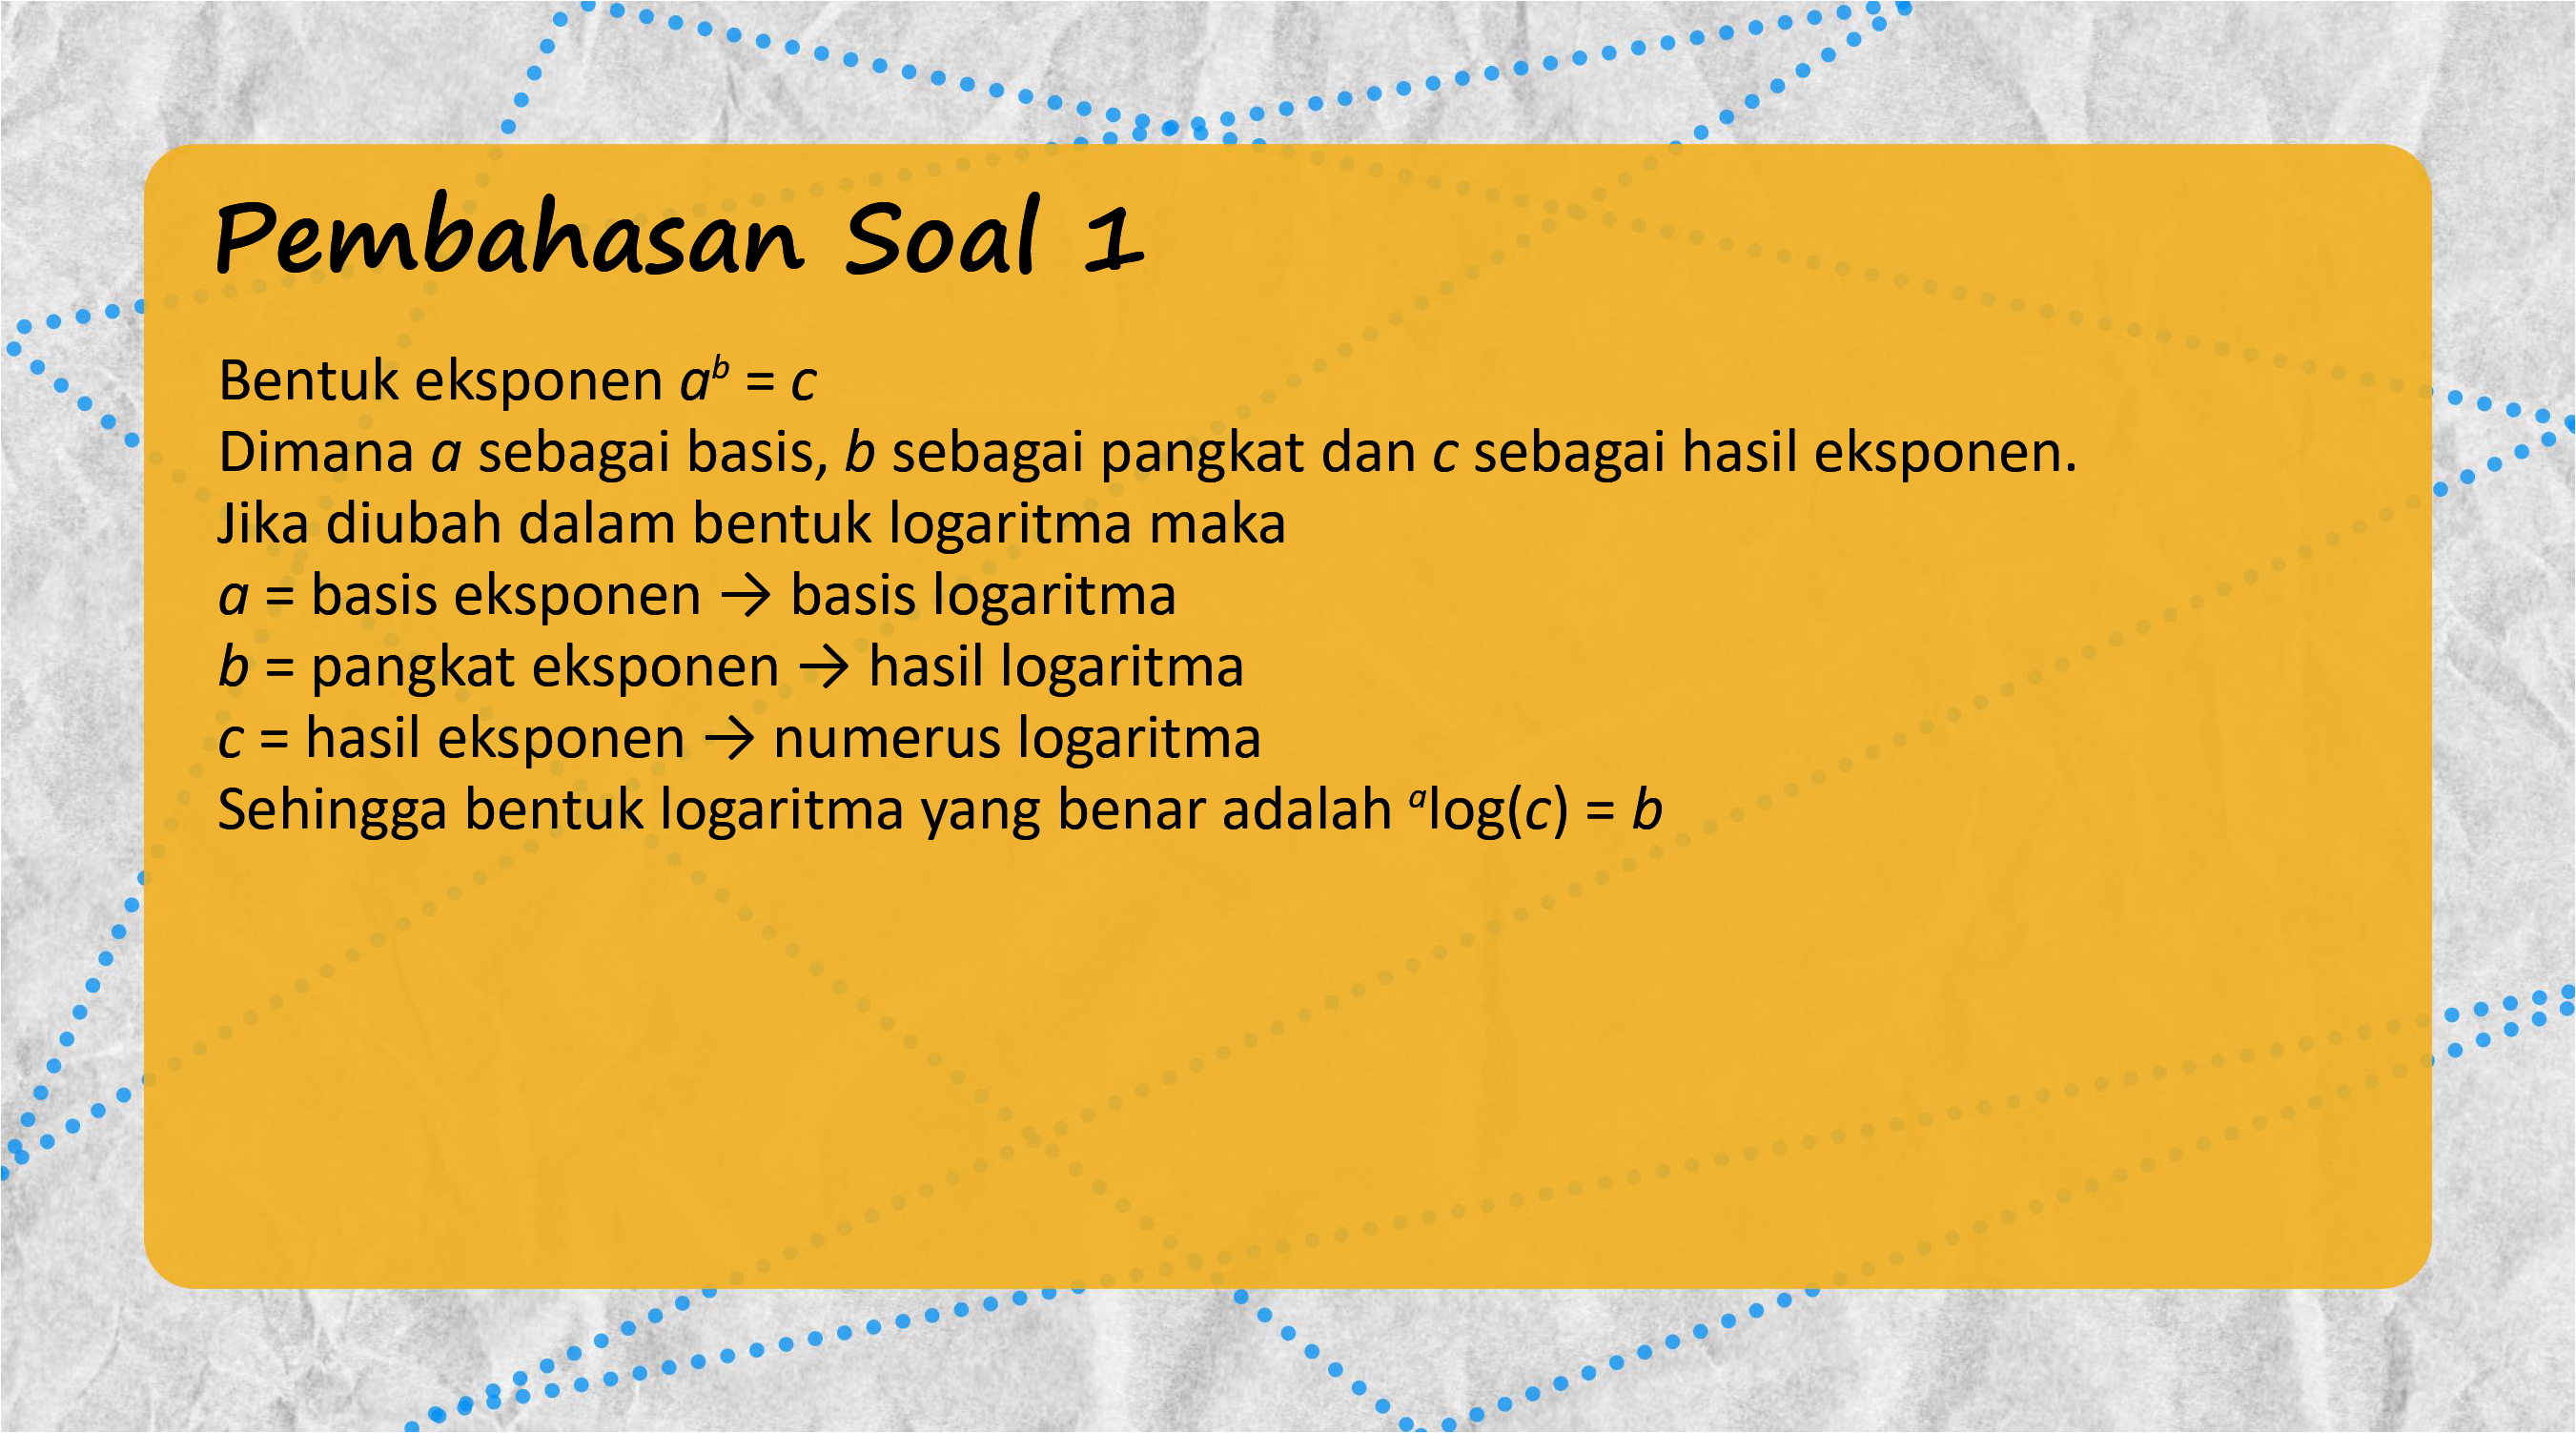 Pembahasan Soal 1
Bentuk eksponen aᵇ = c
Dimana a sebagai basis, b sebagai pangkat dan c sebagai hasil eksponen.
Jika diubah dalam bentuk logaritma maka
a = basis eksponen → basis logaritma
b = pangkat eksponen → hasil logaritma
c = hasil eksponen → numerus logaritma
Sehingga bentuk logaritma yang benar adalah ᵃlog(c) = b